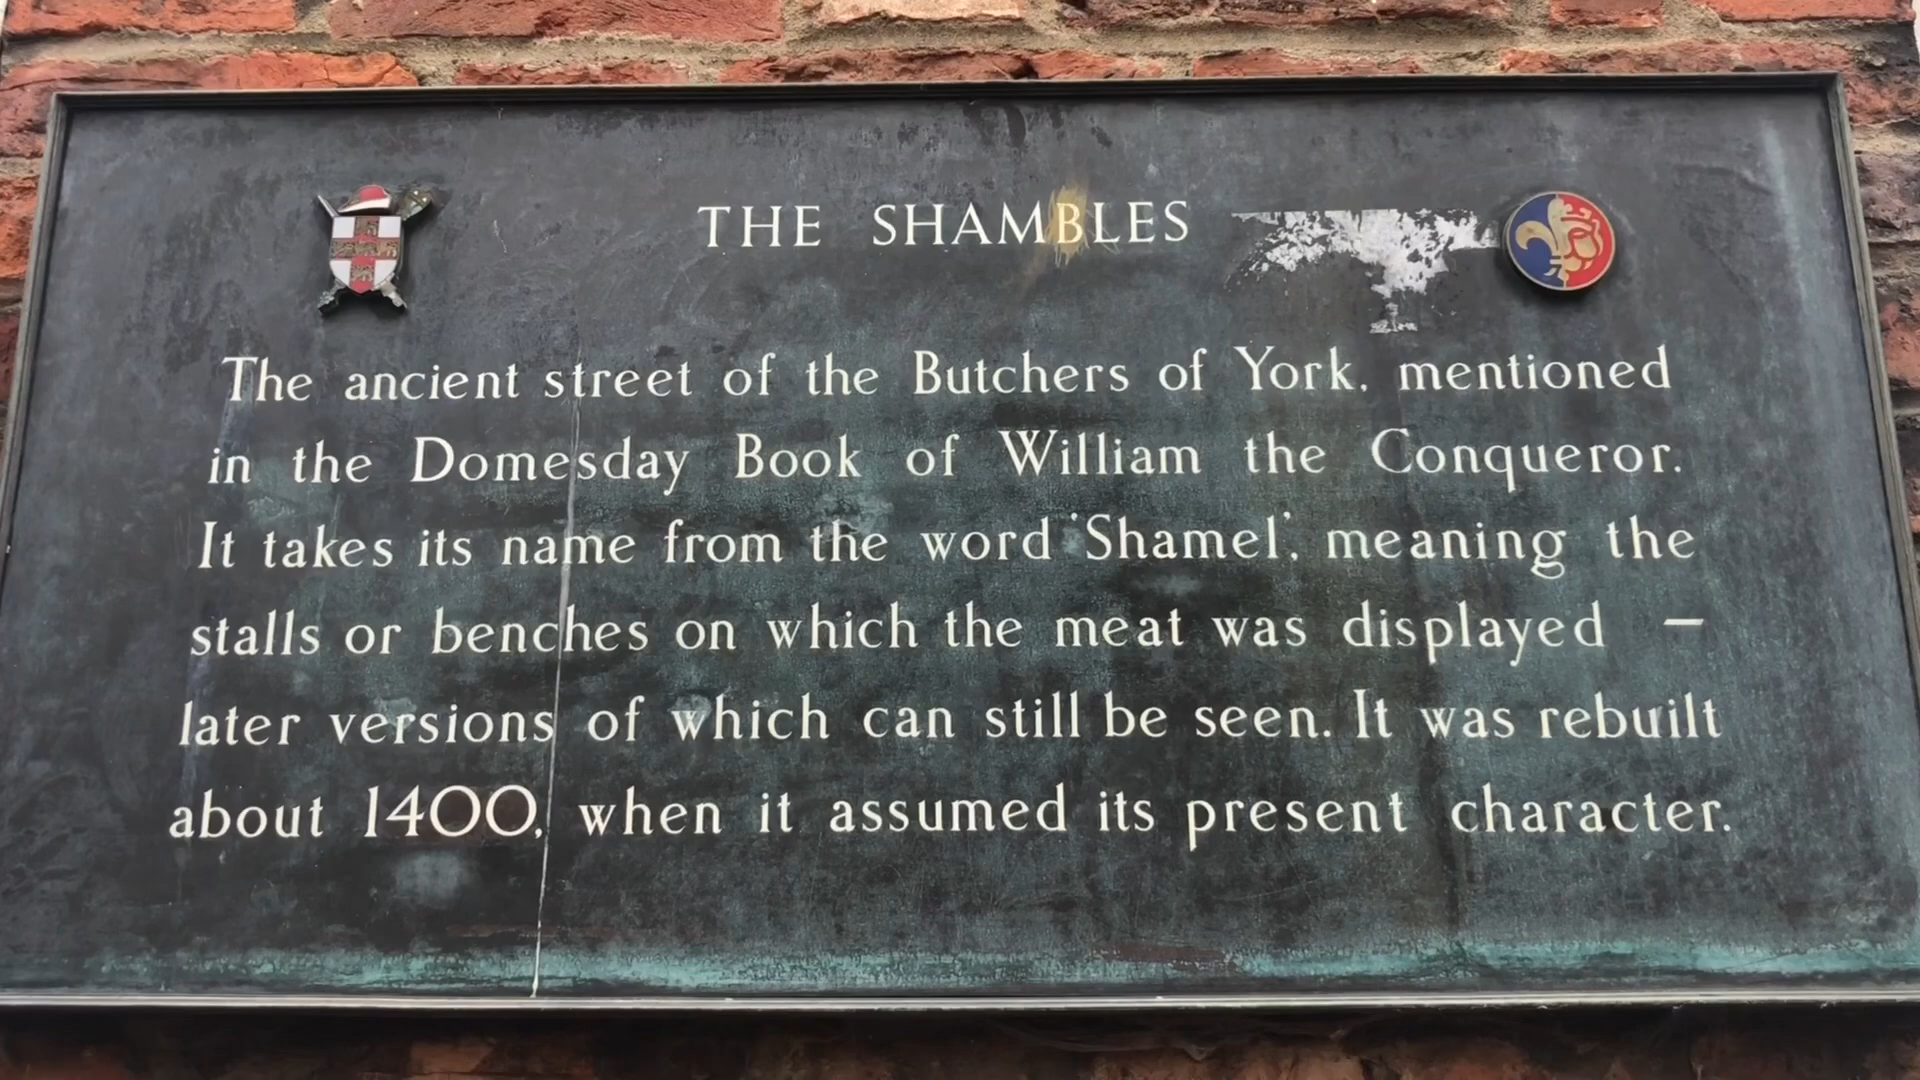 THE SHAMBLES
The ancient street of the Butchers of York, mentioned
in the Domesday Book of William the Conqueror.
It takes its name from the word 'Shamel', meaning the
stalls or benches on which the meat was displayed —
later versions of which can still be seen. It was rebuilt
about 1400, when it assumed its present character.